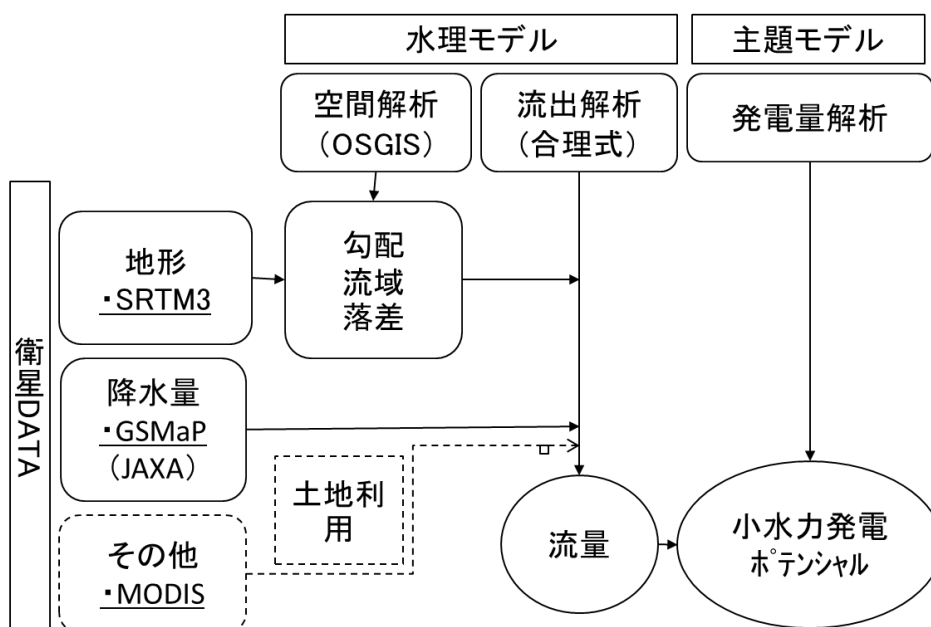 水理モデル
主題モデル
空間解析
（OSGIS）
流出解析
（合理式）
発電量解析
衛星DATA
地形
・SRTM3
勾配
流域
落差
降水量
・GSMaP
（JAXA）
土地利
用
その他
・MODIS
流量
小水力発電
ﾎﾟﾃﾝｼｬﾙ